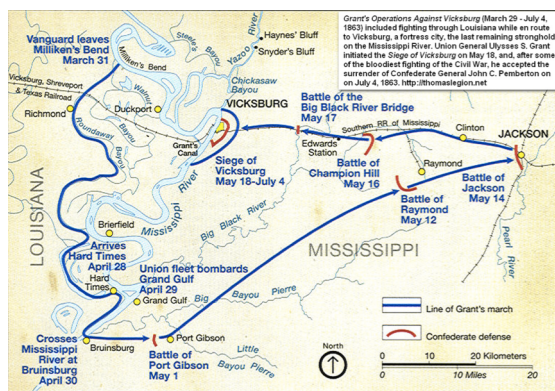 Grant's Operations Against Vicksburg (March 29 - July 4,
1863) included fighting through Louisiana while en route
to Vicksburg, a fortress city, the last remaining stronghold
on the Mississippi River. Union General Ulysses S. Grant
initiated the Siege of Vicksburg on May 18, and, after some
of the bloodiest fighting of the Civil War, he accepted the
surrender of Confederate General John C. Pemberton on
on July 4, 1863. http://thomaslegion.net
Vanguard leaves
Milliken's Bend
March 31
Milliken's Bend
Steele's
Bayou
Yazoo
River
Haynes' Bluff
Snyder's Bluff
Chickasaw
Bayou
Vicksburg, Shreveport
& Texas Railroad
Walnut
Bayou
Duckport
Richmond
Roundaway
Bayou
VICKSBURG
Grant's
Canal
Siege of
Vicksburg
May 18-July 4
Battle of the
Big Black River Bridge
May 17
Southern RR. of Mississippi
Edwards
Station
Clinton
JACKSON
Battle of
Champion Hill
May 16
Raymond
Battle of
Raymond
May 12
Battle of
Jackson
May 14
Pearl
River
LOUISIANA
MISSISSIPPI
Mississippi
River
Big Black River
Brierfield
Arrives
Hard Times
April 28
Hard
Times
Union fleet bombards
Grand Gulf
April 29
Grand Gulf
Big Bayou Pierre
Crosses
Mississippi
River at
Bruinsburg
April 30
Bruinsburg
Port Gibson
Battle of
Port Gibson
May 1
Little
Bayou Pierre
North
Line of Grant's march
Confederate defense
0 10 20 Kilometers
0 10 Miles 20